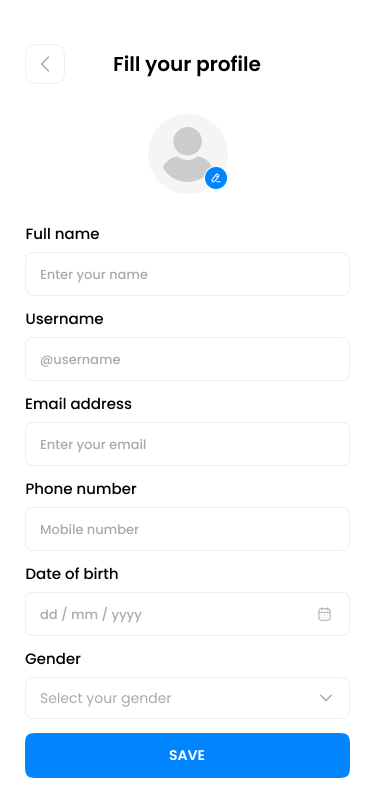 Fill your profile
Full name
Enter your name
Username
@username
Email address
Enter your email
Phone number
Mobile number
Date of birth
dd / mm / yyyy
Gender
Select your gender
SAVE